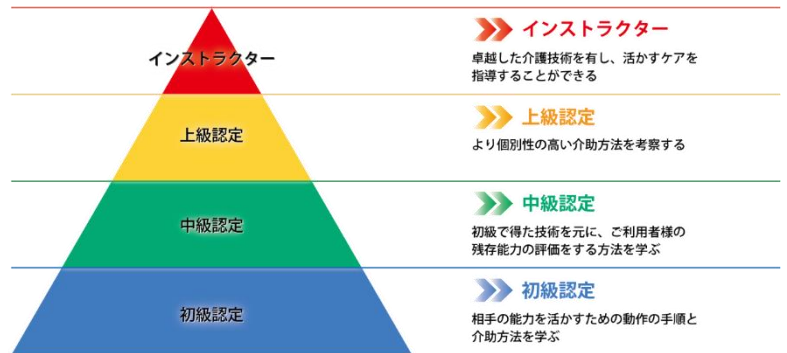 インストラクター
インストラクター
卓越した介護技術を有し、活かすケアを
指導することができる
上級認定
上級認定
より個別性の高い介助方法を考察する
中級認定
中級認定
初級で得た技術を元に、ご利用者様の
残存能力の評価をする方法を学ぶ
初級認定
初級認定
相手の能力を活かすための動作の手順と
介助方法を学ぶ